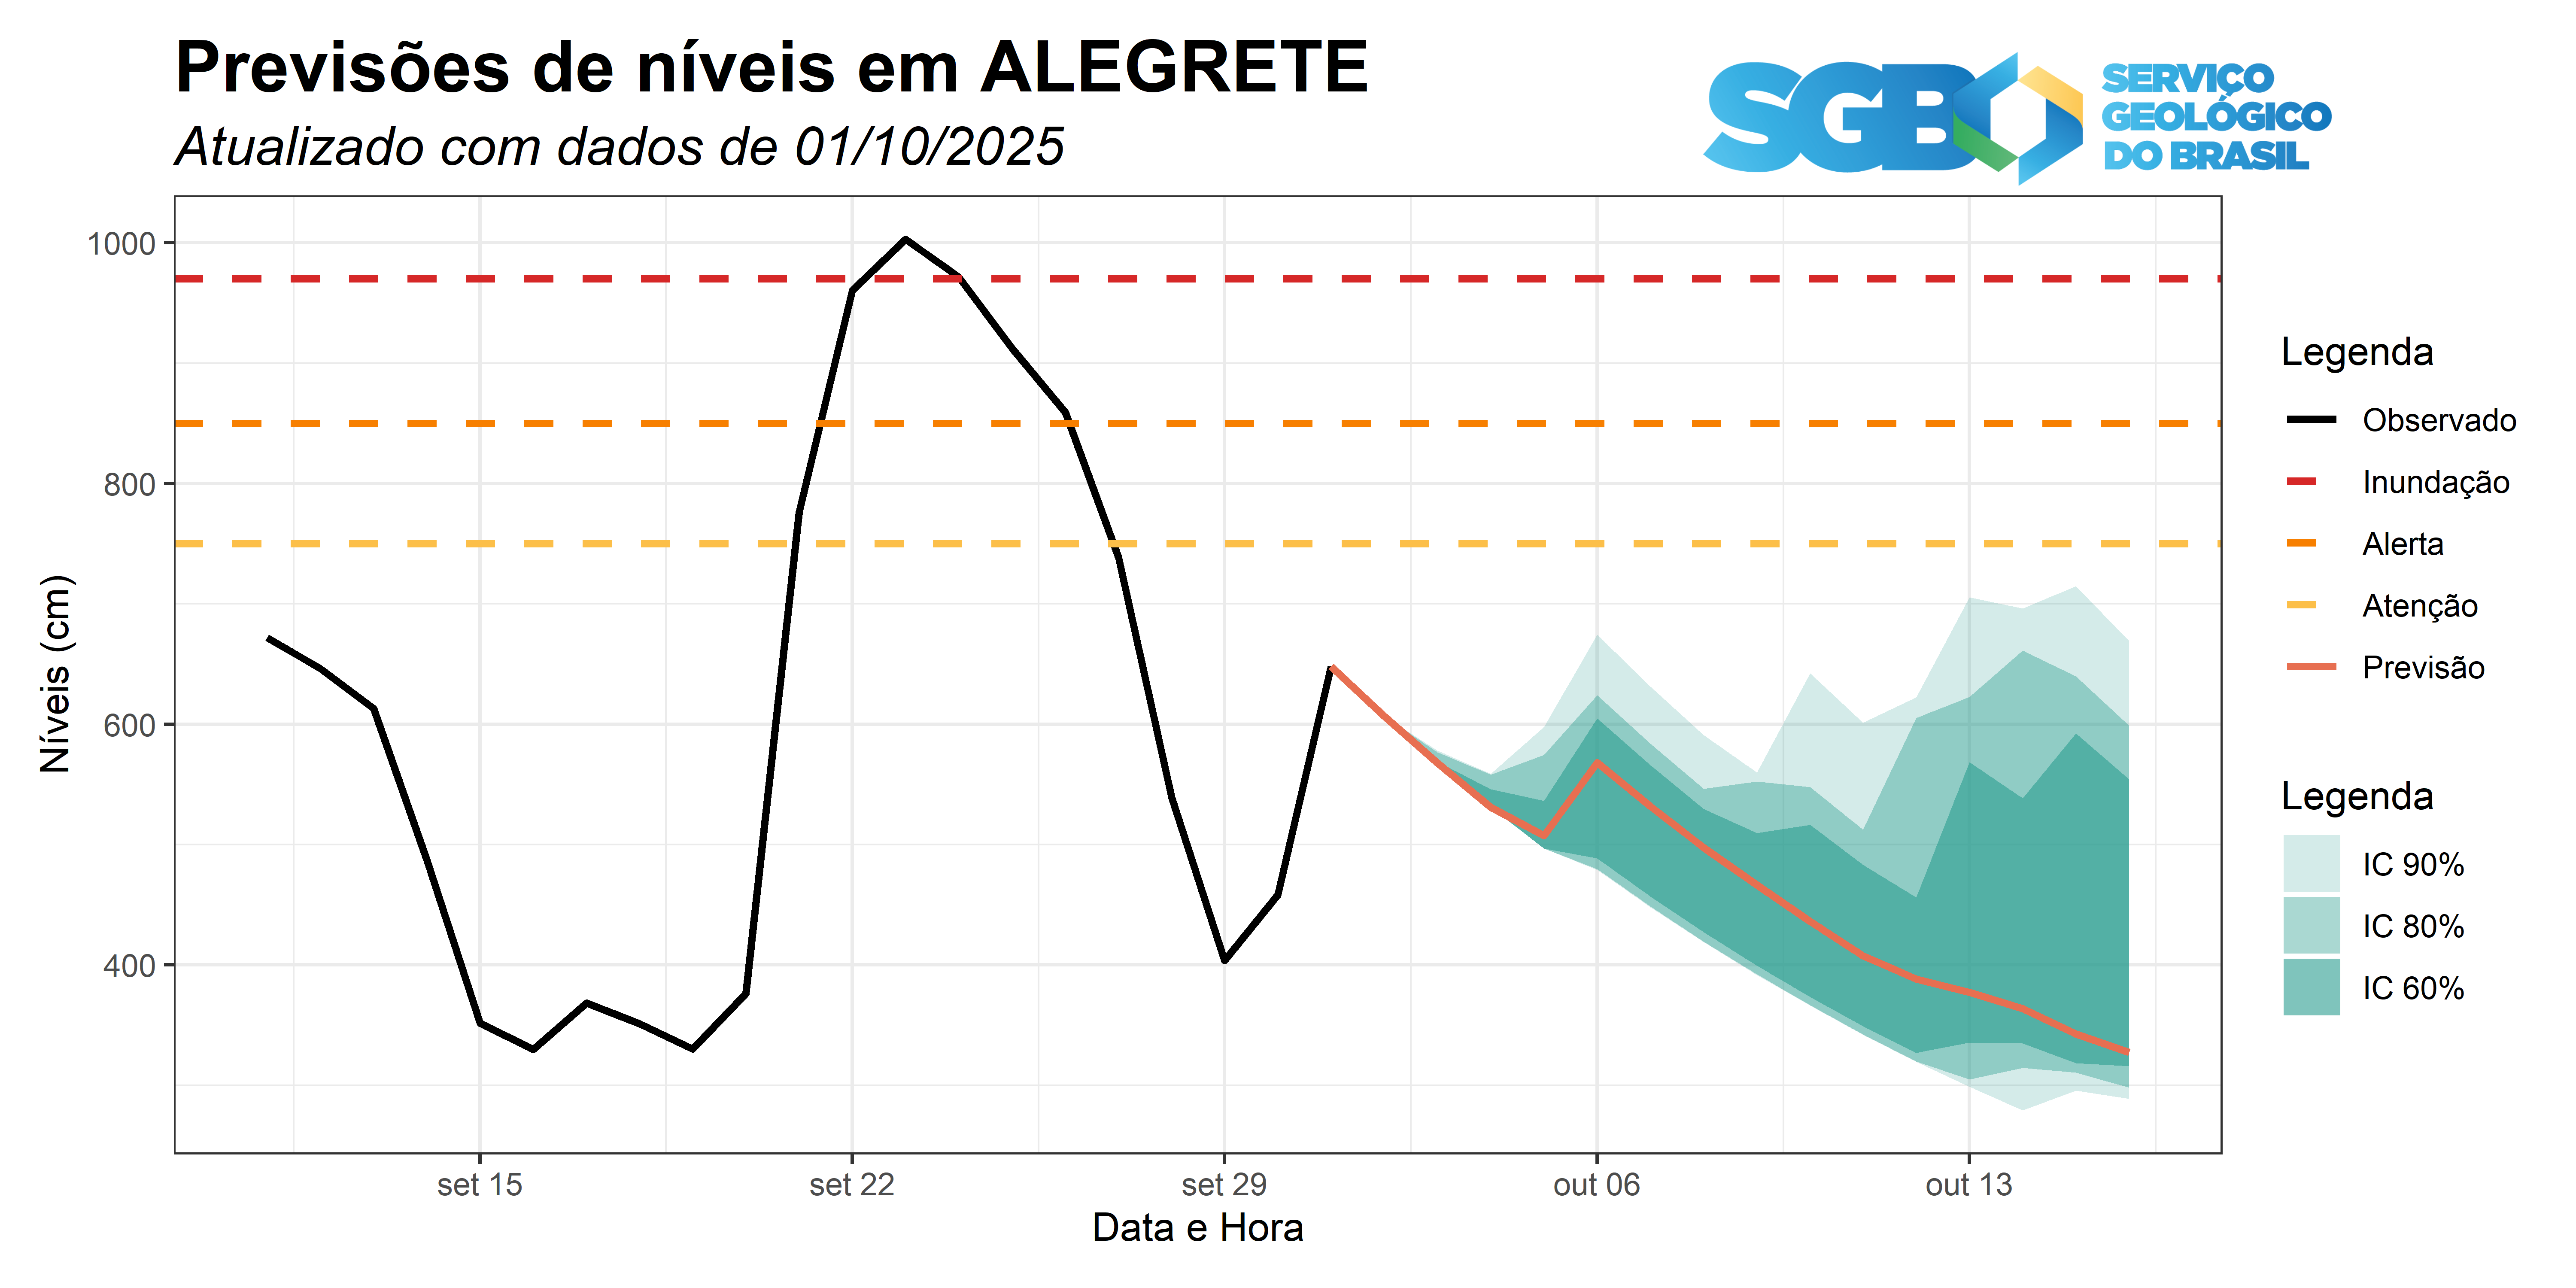 Previsões de níveis em ALEGRETE
Atualizado com dados de 01/10/2025
SGB
SERVIÇO
GEOLÓGICO
DO BRASIL
Níveis (cm)
1000
800
600
400
set 15
set 22
set 29
out 06
out 13
Data e Hora
Legenda
Observado
Inundação
Alerta
Atenção
Previsão
Legenda
IC 90%
IC 80%
IC 60%